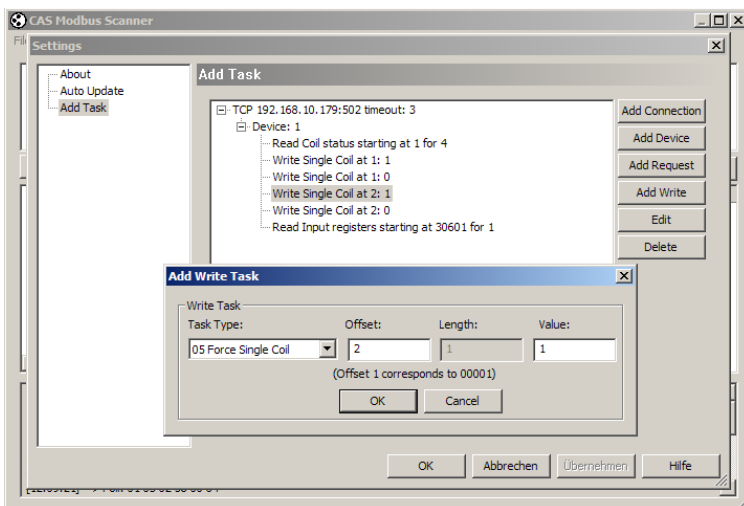 CAS Modbus Scanner
Settings
About
Auto Update
Add Task
Add Task
TCP 192.168.10.179:502 timeout: 3
Device: 1
Read Coil status starting at 1 for 4
Write Single Coil at 1: 1
Write Single Coil at 1: 0
Write Single Coil at 2: 1
Write Single Coil at 2: 0
Read Input registers starting at 30601 for 1
Add Connection
Add Device
Add Request
Add Write
Edit
Delete
Add Write Task
Write Task
Task Type: Offset: Length: Value:
05 Force Single Coil 2 1 1
(Offset 1 corresponds to 00001)
OK Cancel
OK Abbrechen Übernehmen Hilfe